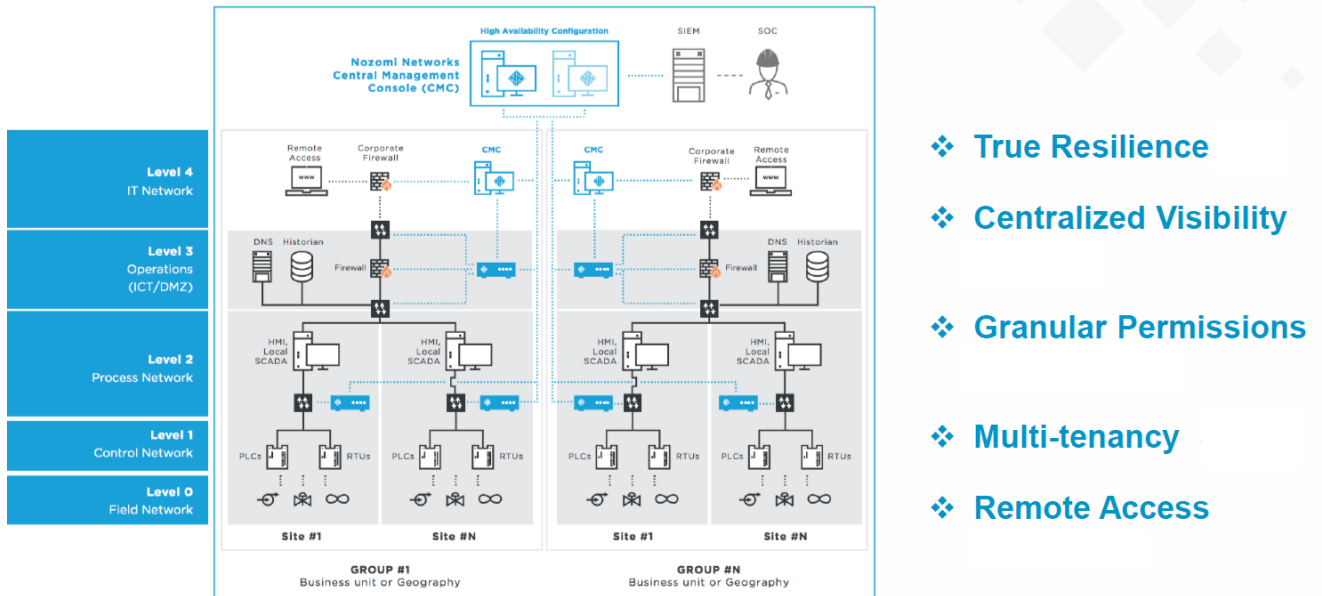 High Availability Configuration
SIEM
SOC
Nozomi Networks
Central Management
Console (CMC)
Level 4
IT Network
Remote
Access
www
Corporate
Firewall
CMC
CMC
Corporate
Firewall
Remote
Access
www
Level 3
Operations
(ICT/DMZ)
DNS
Historian
Firewall
Firewall
DNS
Historian
Level 2
Process Network
HMI,
Local
SCADA
HMI,
Local
SCADA
HMI,
Local
SCADA
HMI,
Local
SCADA
Level 1
Control Network
PLCs
RTUs
PLCs
RTUs
PLCs
RTUs
PLCs
RTUs
Level 0
Field Network
Site #1
Site #N
Site #1
Site #N
GROUP #1
Business unit or Geography
GROUP #N
Business unit or Geography
❖ True Resilience
❖ Centralized Visibility
❖ Granular Permissions
❖ Multi-tenancy
❖ Remote Access